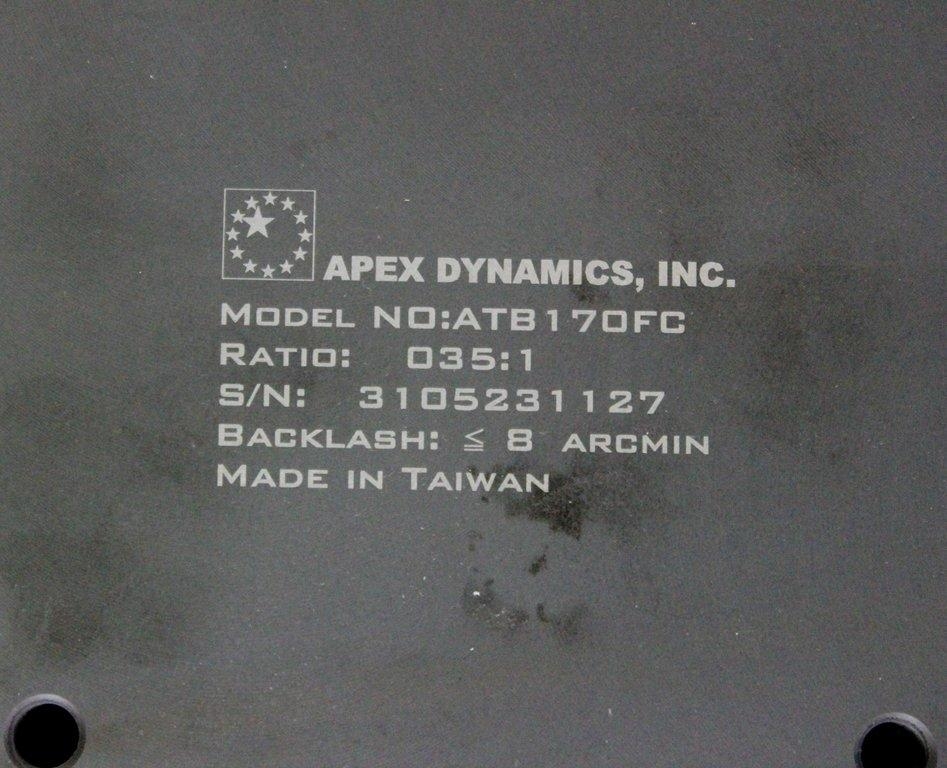 APEX DYNAMICS, INC.
MODEL NO:ATB170FC
RATIO: 035:1
S/N: 3105231127
BACKLASH: ≦ 8 ARCMIN
MADE IN TAIWAN